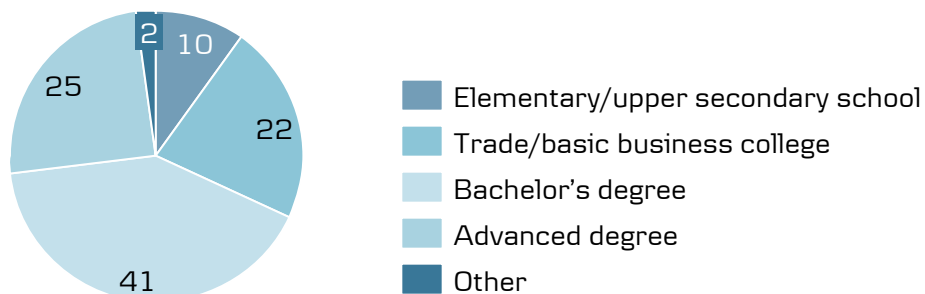 2
10
25
22
41
Elementary/upper secondary school
Trade/basic business college
Bachelor's degree
Advanced degree
Other